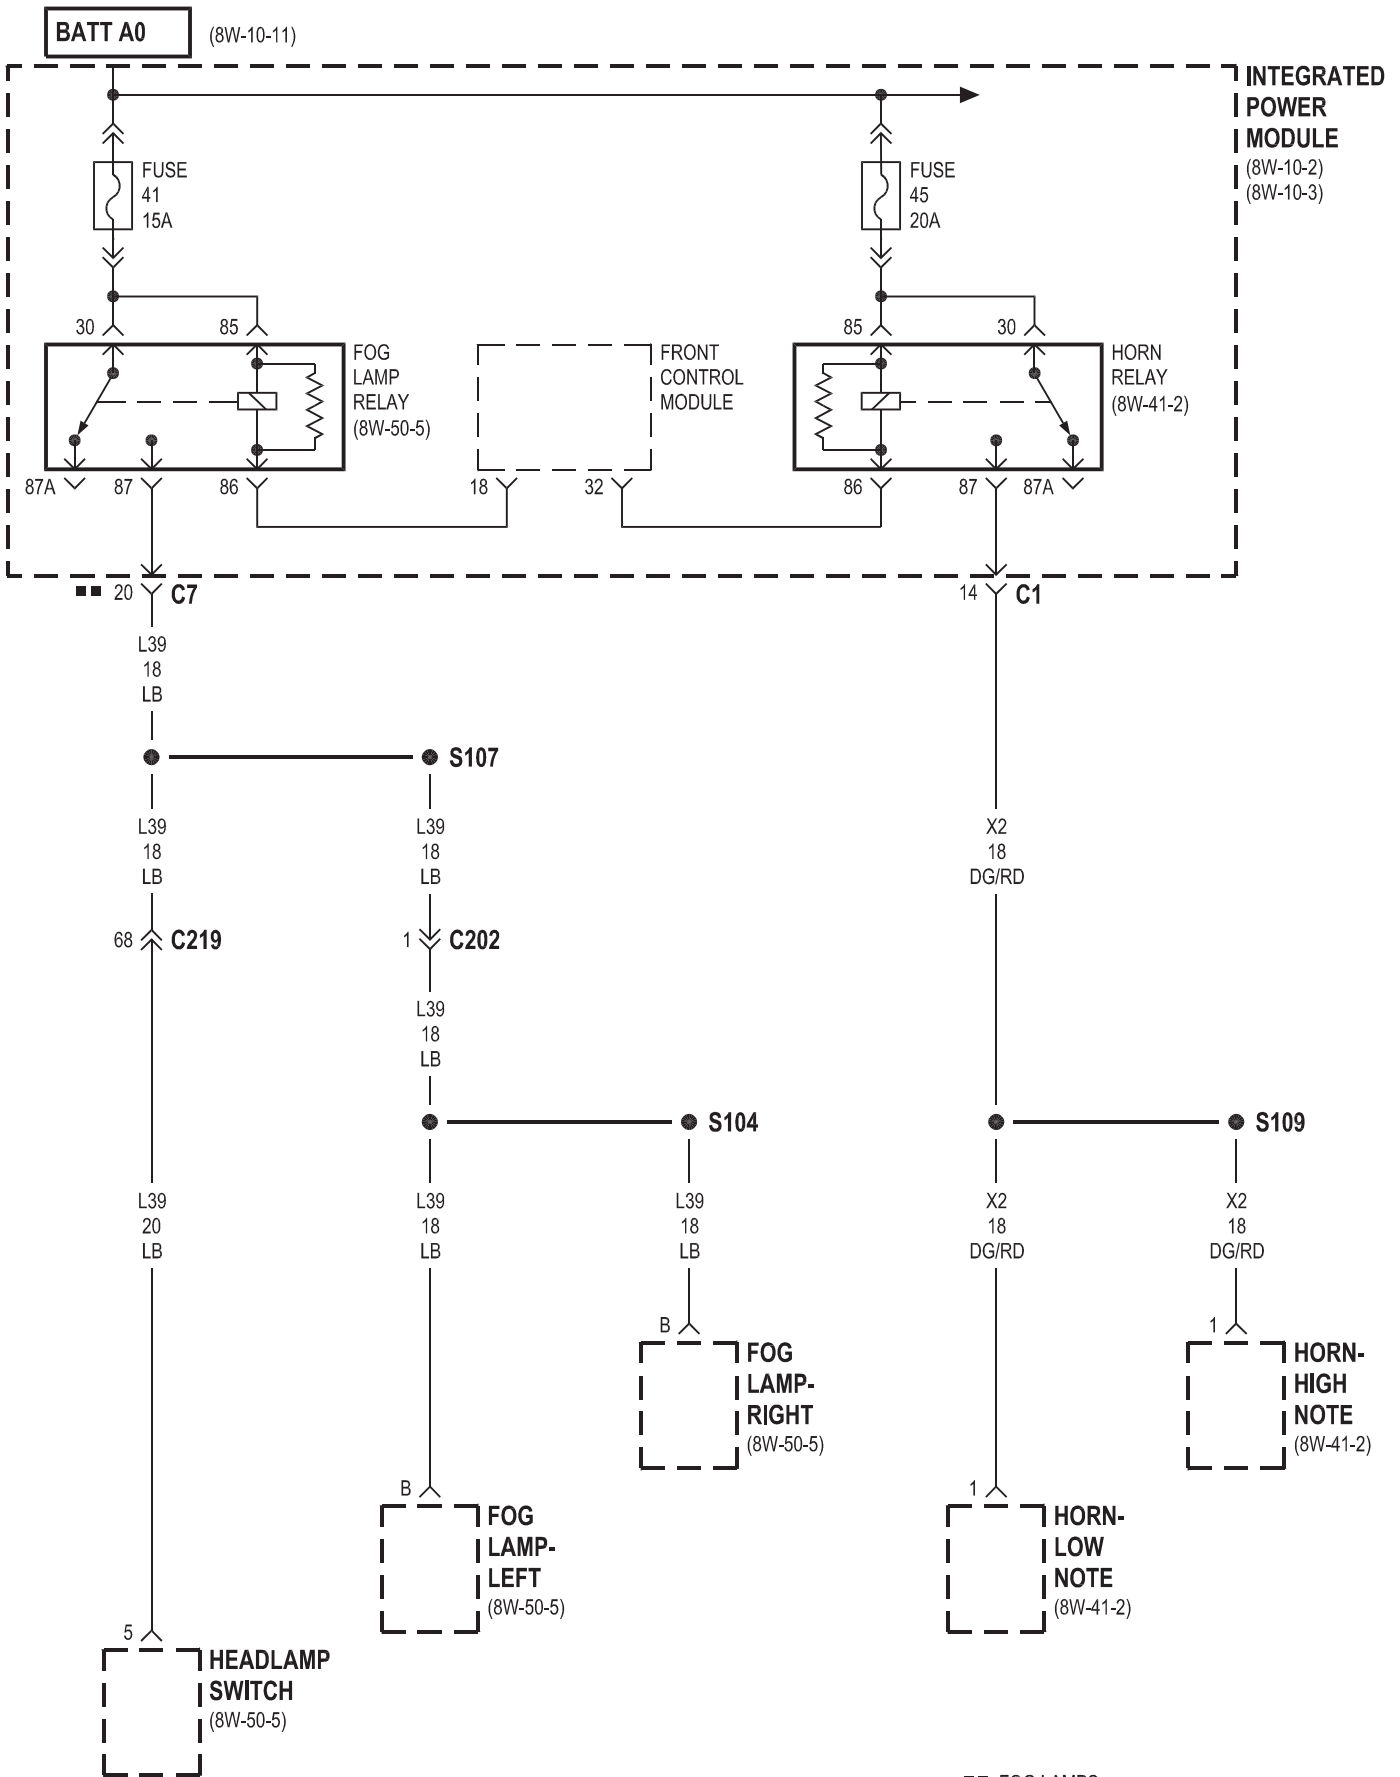 BATT A0
(8W-10-11)
INTEGRATED
POWER
MODULE
(8W-10-2)
(8W-10-3)
FUSE
41
15A
FUSE
45
20A
30
85
85
30
FOG
LAMP
RELAY
(8W-50-5)
FRONT
CONTROL
MODULE
HORN
RELAY
(8W-41-2)
87A
87
86
18
32
86
87
87A
20
C7
14
C1
L39
18
LB
S107
L39
18
LB
L39
18
LB
X2
18
DG/RD
68
C219
1
C202
L39
18
LB
S104
S109
L39
20
LB
L39
18
LB
L39
18
LB
X2
18
DG/RD
X2
18
DG/RD
B
FOG
LAMP-
RIGHT
(8W-50-5)
1
HORN-
HIGH
NOTE
(8W-41-2)
B
FOG
LAMP-
LEFT
(8W-50-5)
1
HORN-
LOW
NOTE
(8W-41-2)
5
HEADLAMP
SWITCH
(8W-50-5)
FOG LAMPS